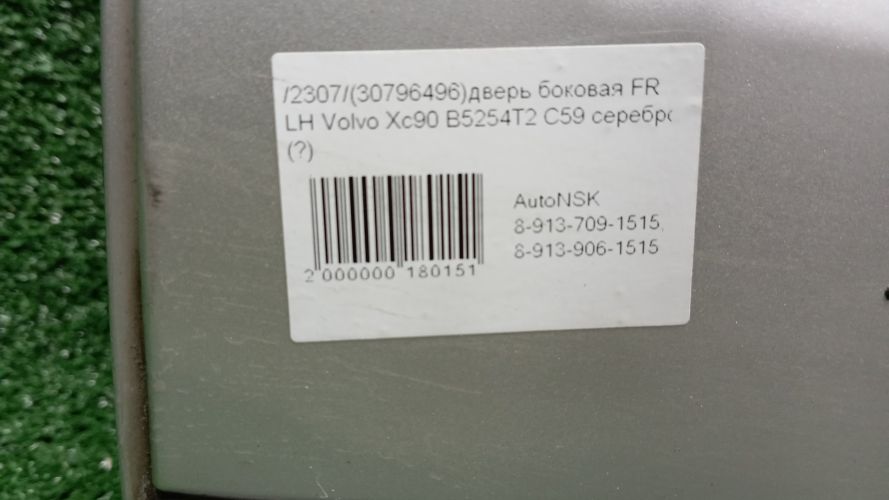 /2307/(30796496)дверь боковая FR
LH Volvo Xc90 B5254T2 C59 серебро
(?)
AutoNSK
8-913-709-1515,
8-913-906-1515
2 000000 180151